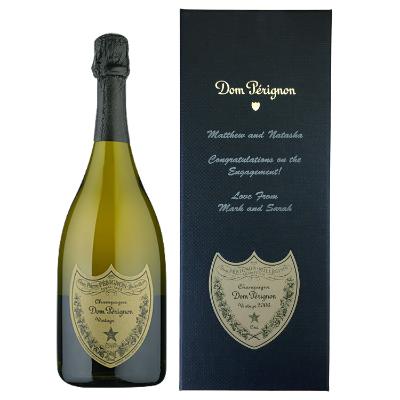 Champagne
Dom Pérignon
Vintage
Dom Pérignon
Matthew and Natasha
Congratulations on the
Engagement!
Love From
Mark and Sarah
Champagne
Dom Pérignon